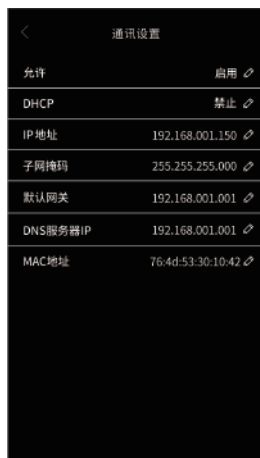 通讯设置
允许 启用
DHCP 禁止
IP地址 192.168.001.150
子网掩码 255.255.255.000
默认网关 192.168.001.001
DNS服务器IP 192.168.001.001
MAC地址 76:4d:53:30:10:42